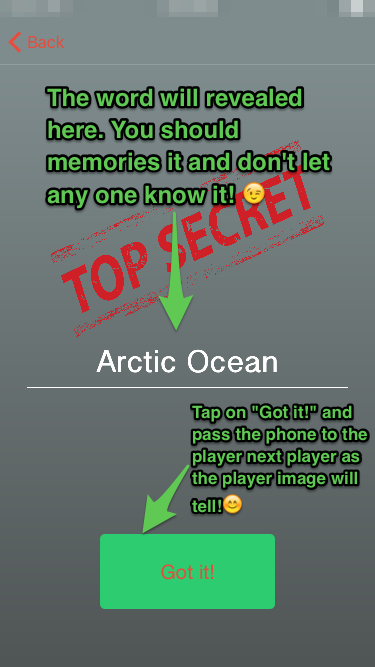 Back
The word will revealed
here. You should
memories it and don't let
any one know it! 😉
TOP SECRET
Arctic Ocean
Tap on "Got it!" and
pass the phone to the
player next player as
the player image will
tell!😊
Got it!